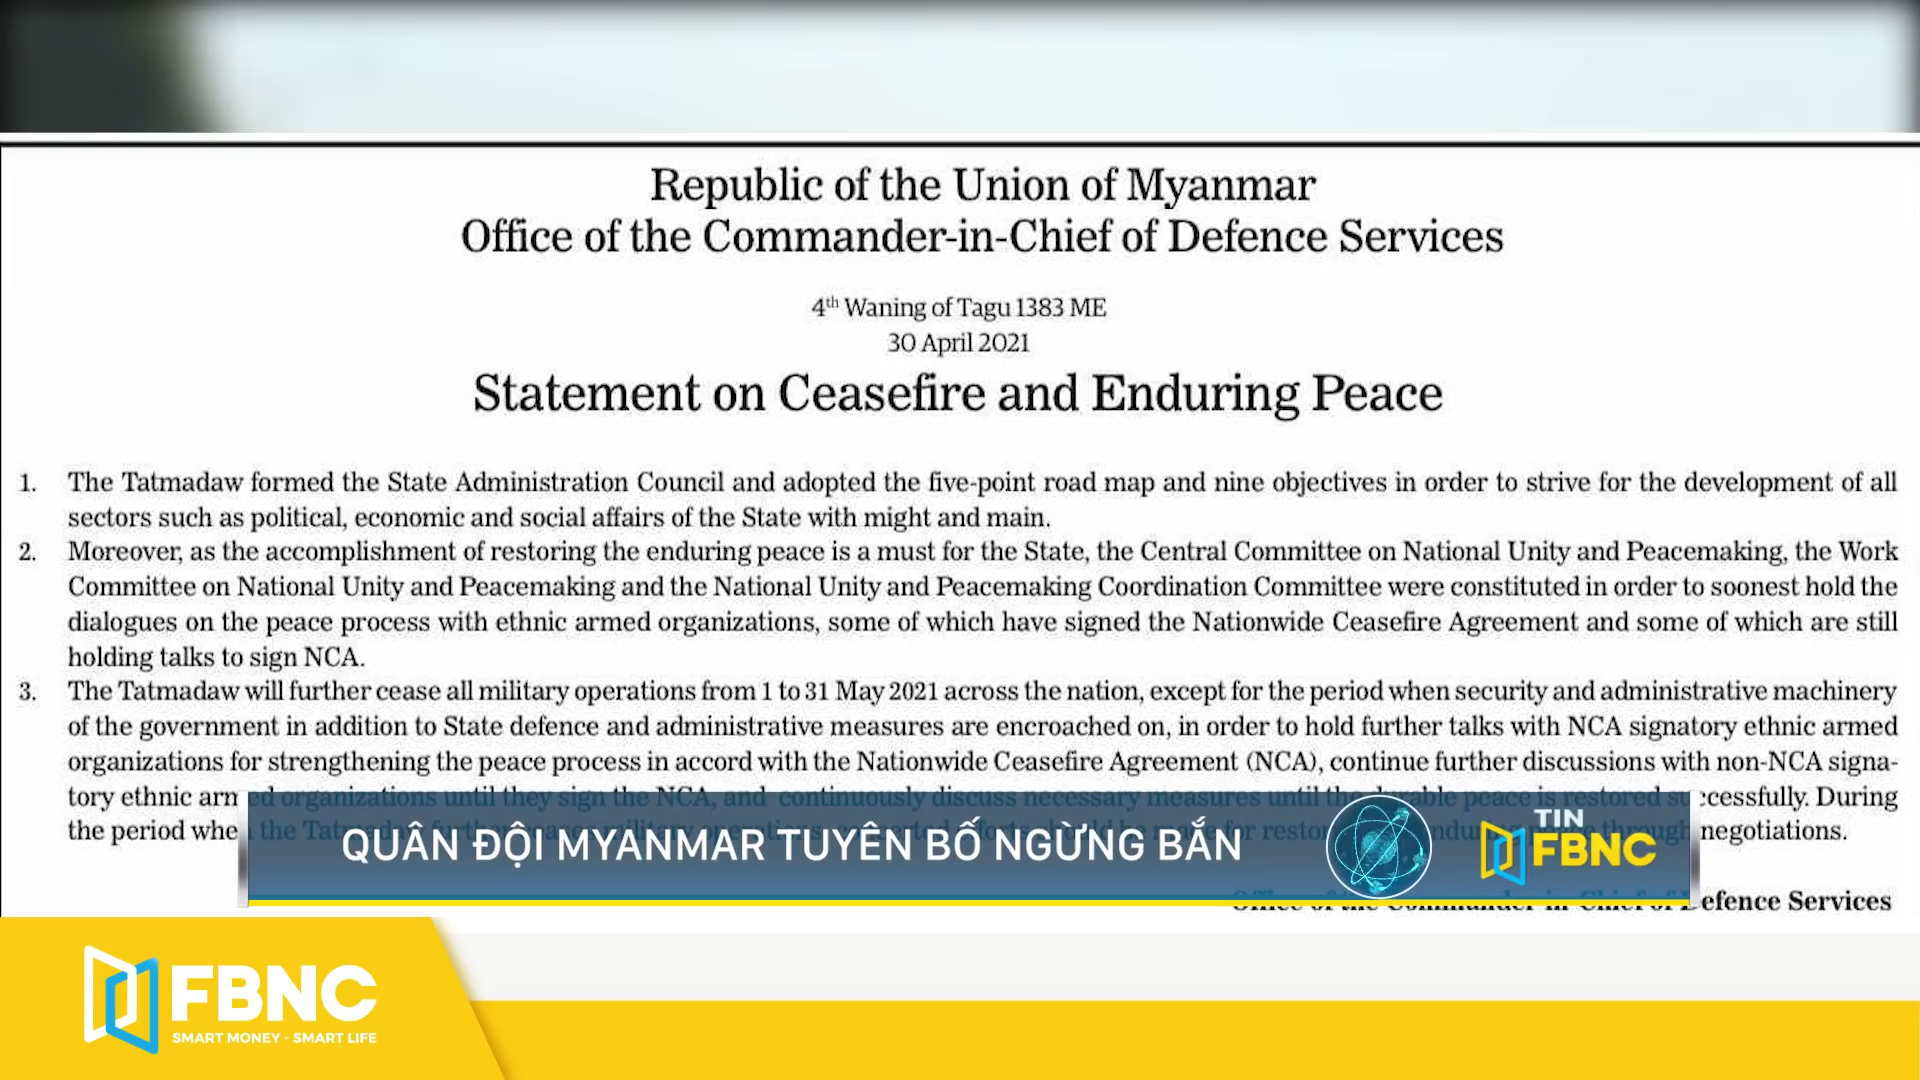 Republic of the Union of Myanmar
Office of the Commander-in-Chief of Defence Services
4th Waning of Tagu 1383 ME
30 April 2021
Statement on Ceasefire and Enduring Peace
1. The Tatmadaw formed the State Administration Council and adopted the five-point road map and nine objectives in order to strive for the development of all
sectors such as political, economic and social affairs of the State with might and main.
2. Moreover, as the accomplishment of restoring the enduring peace is a must for the State, the Central Committee on National Unity and Peacemaking, the Work
Committee on National Unity and Peacemaking and the National Unity and Peacemaking Coordination Committee were constituted in order to soonest hold the
dialogues on the peace process with ethnic armed organizations, some of which have signed the Nationwide Ceasefire Agreement and some of which are still
holding talks to sign NCA.
3. The Tatmadaw will further cease all military operations from 1 to 31 May 2021 across the nation, except for the period when security and administrative machinery
of the government in addition to State defence and administrative measures are encroached on, in order to hold further talks with NCA signatory ethnic armed
organizations for strengthening the peace process in accord with the Nationwide Ceasefire Agreement (NCA), continue further discussions with non-NCA signa-
tory ethnic armed organizations until they sign the NCA, and continuously discuss necessary measures until the durable peace is restored successfully. During
the period the negotiations.
QUÂN ĐỘI MYANMAR TUYÊN BỐ NGỪNG BẮN
TIN
FBNC
Office of the Commander-in-Chief of Defence Services
FBNC
SMART MONEY - SMART LIFE